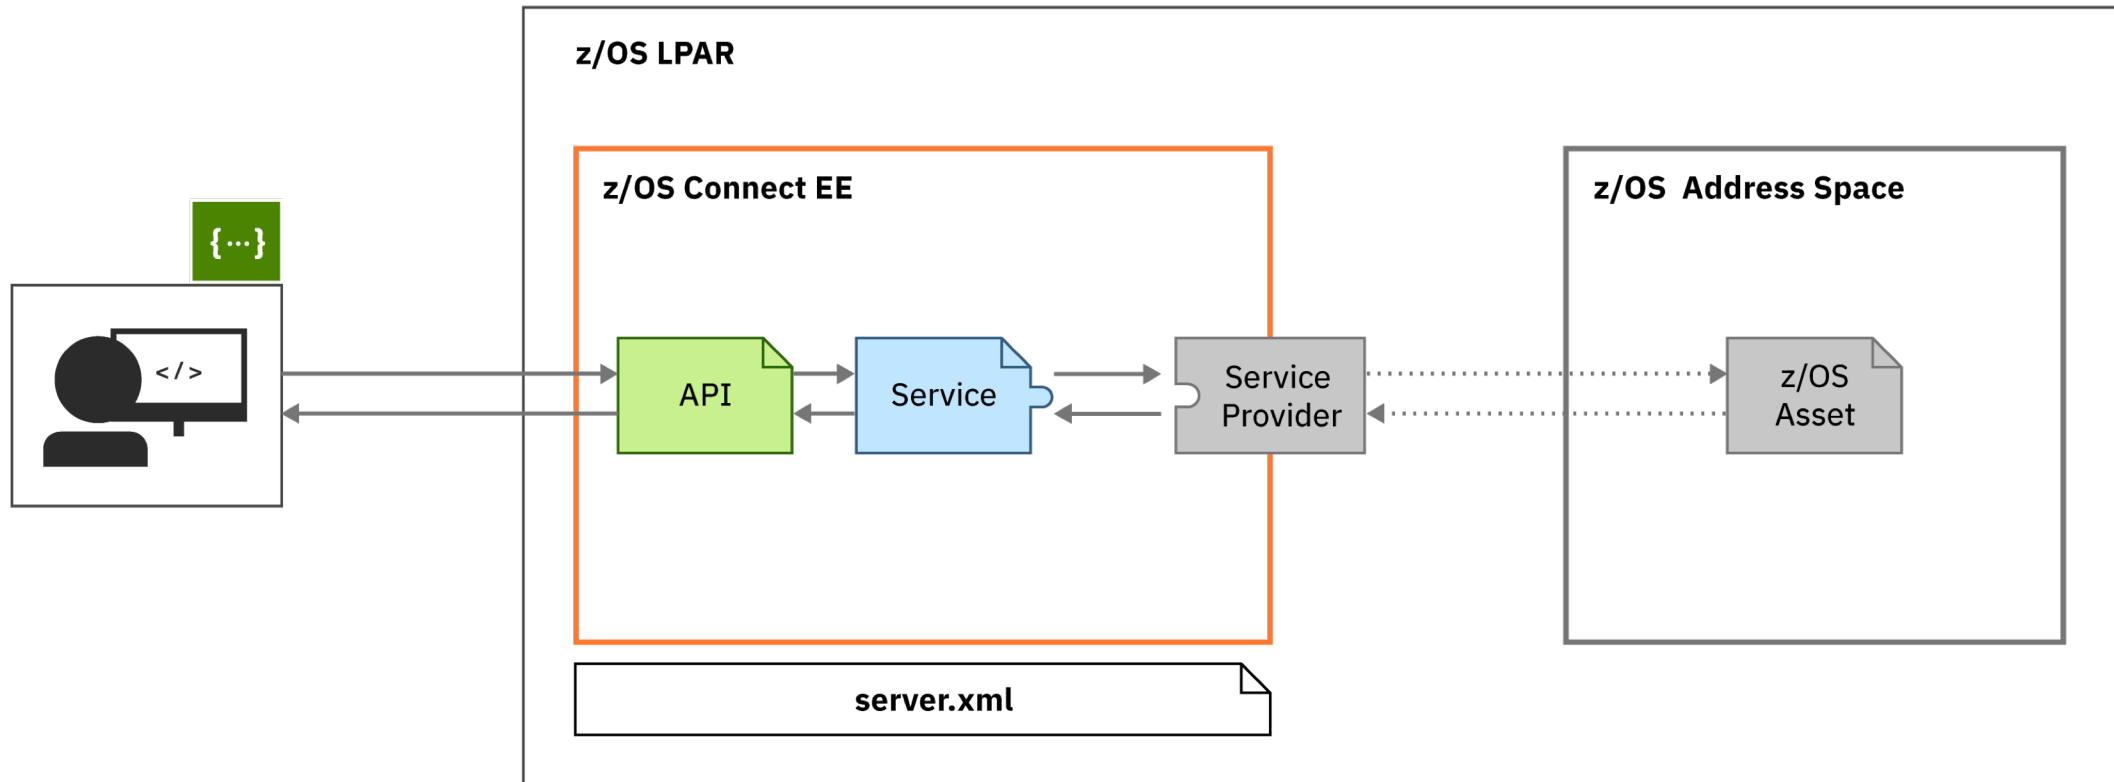 z/OS LPAR
z/OS Connect EE
z/OS Address Space
{...}
</>
API
Service
Service
Provider
z/OS
Asset
server.xml